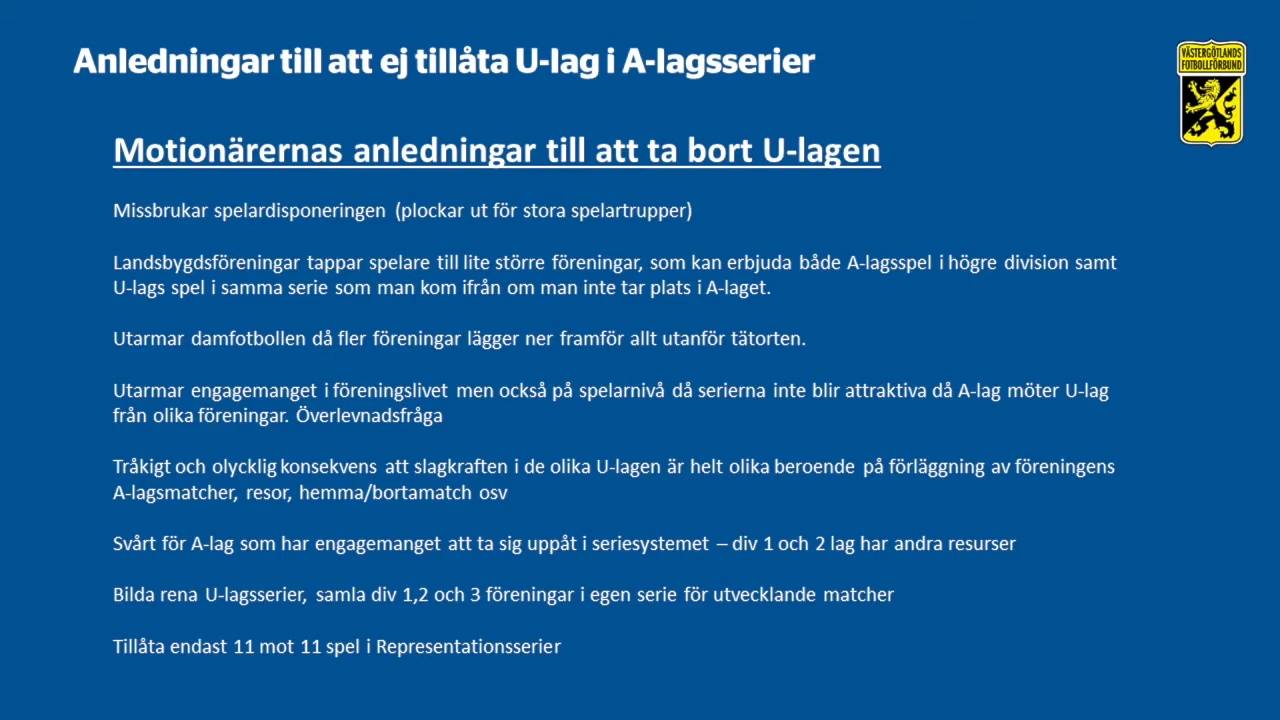 Anledningar till att ej tillåta U-lag i A-lagsserier
VÄSTERGÖTLANDS
FOTBOLLFÖRBUND
Motionärernas anledningar till att ta bort U-lagen
Missbrukar spelardisponeringen (plockar ut för stora spelartrupper)
Landsbygdsföreningar tappar spelare till lite större föreningar, som kan erbjuda både A-lagsspel i högre division samt
U-lags spel i samma serie som man kom ifrån om man inte tar plats i A-laget.
Utarmar damfotbollen då fler föreningar lägger ner framför allt utanför tätorten.
Utarmar engagemanget i föreningslivet men också på spelarnivå då serierna inte blir attraktiva då A-lag möter U-lag
från olika föreningar. Överlevnadsfråga
Tråkigt och olycklig konsekvens att slagkraften i de olika U-lagen är helt olika beroende på förläggning av föreningens
A-lagsmatcher, resor, hemma/bortamatch osv
Svårt för A-lag som har engagemanget att ta sig uppåt i seriesystemet – div 1 och 2 lag har andra resurser
Bilda rena U-lagsserier, samla div 1,2 och 3 föreningar i egen serie för utvecklande matcher
Tillåta endast 11 mot 11 spel i Representationsserier